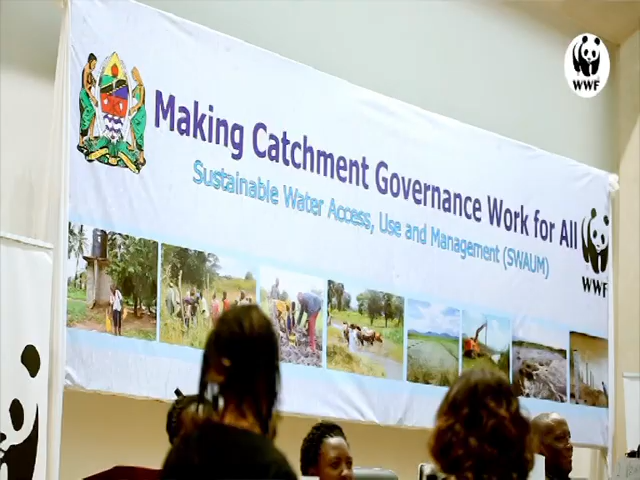 WWF
Making Catchment Governance Work for All
Sustainable Water Access, Use and Management (SWAUM)
WWF